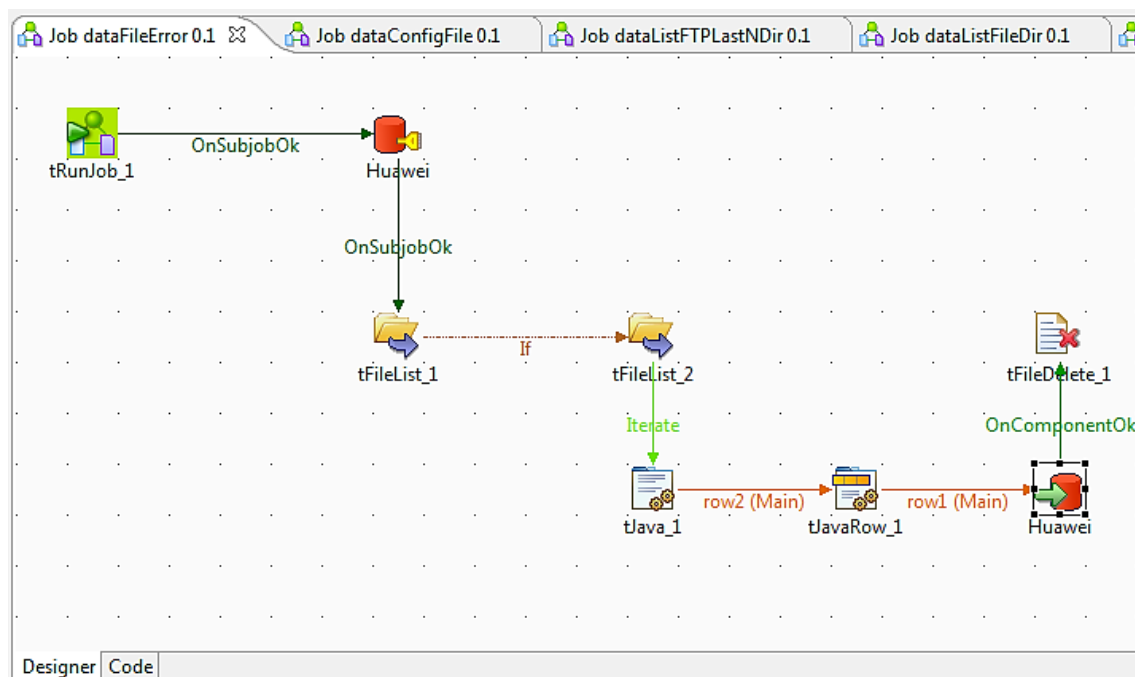 Job dataFileError 0.1 Job dataConfigFile 0.1 Job dataListFTPLastNDir 0.1 Job dataListFileDir 0.1
OnSubjobOk
tRunJob_1 Huawei
OnSubjobOk
If
tFileList_1 tFileList_2 tFileDelete_1
Iterate OnComponentOk
row2 (Main) row1 (Main)
tJava_1 tJavaRow_1 Huawei
Designer Code